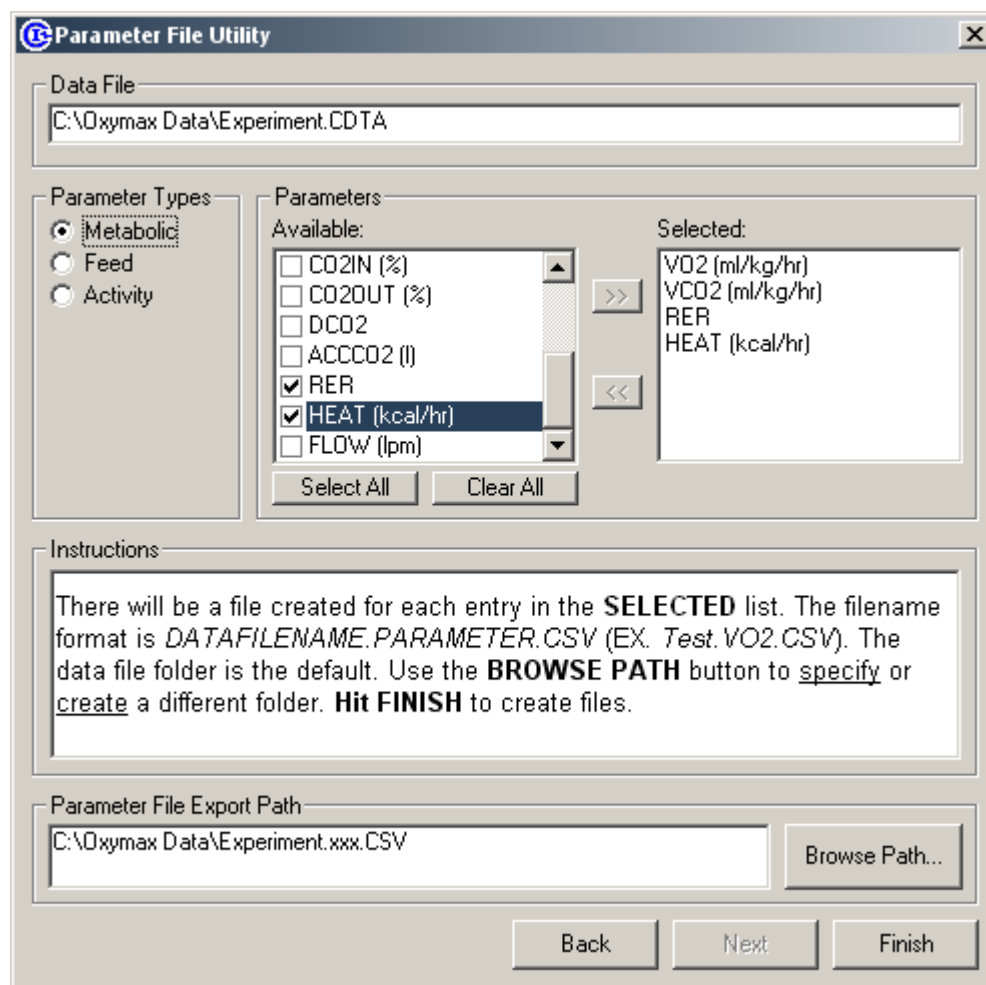 Parameter File Utility
Data File
C:\Oxymax Data\Experiment.CDTA
Parameter Types
Metabolic
Feed
Activity
Parameters
Available:
CO2IN (%)
CO2OUT (%)
DCO2
ACCCO2 (l)
RER
HEAT (kcal/hr)
FLOW (lpm)
Select All
Clear All
>>
<<
Selected:
VO2 (ml/kg/hr)
VCO2 (ml/kg/hr)
RER
HEAT (kcal/hr)
Instructions
There will be a file created for each entry in the SELECTED list. The filename
format is DATAFILENAME.PARAMETER.CSV (EX. Test.VO2.CSV). The
data file folder is the default. Use the BROWSE PATH button to specify or
create a different folder. Hit FINISH to create files.
Parameter File Export Path
C:\Oxymax Data\Experiment.xxx.CSV
Browse Path...
Back
Next
Finish